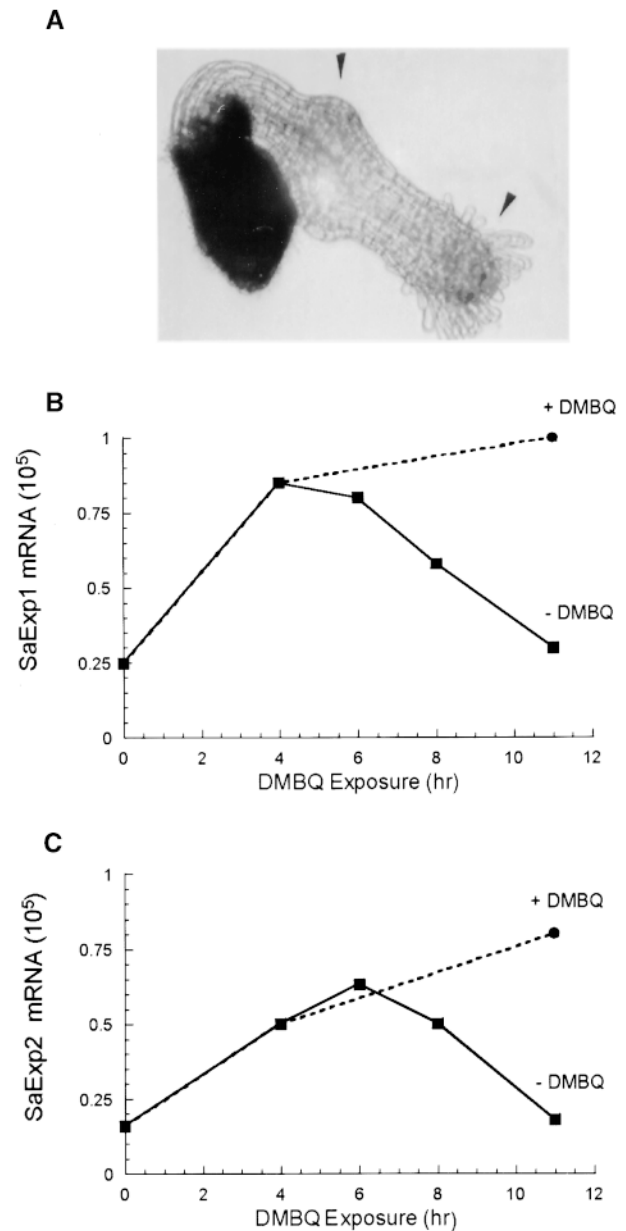 A
B
+ DMBQ
1
0.75
0.5
0.25
0
SaExp1 mRNA (10⁵)
- DMBQ
0 2 4 6 8 10 12
DMBQ Exposure (hr)
C
1
0.75
0.5
0.25
0
SaExp2 mRNA (10⁵)
+ DMBQ
- DMBQ
0 2 4 6 8 10 12
DMBQ Exposure (hr)